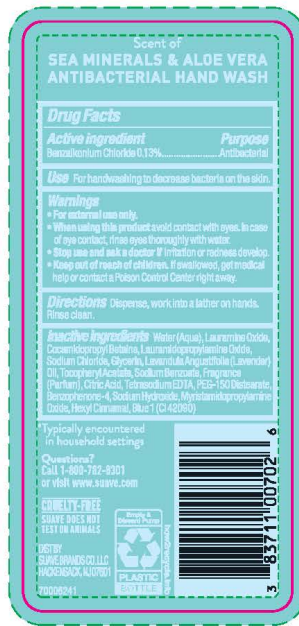 Scent of
SEA MINERALS & ALOE VERA
ANTIBACTERIAL HAND WASH
Drug Facts
Active ingredient Purpose
Benzalkonium Chloride 0.13%..................... Antibacterial
Use For handwashing to decrease bacteria on the skin.
Warnings
• For external use only.
• When using this product avoid contact with eyes. In case
of eye contact, rinse eyes thoroughly with water.
• Stop use and ask a doctor if irritation or redness develop.
• Keep out of reach of children. If swallowed, get medical
help or contact a Poison Control Center right away.
Directions Dispense, work into a lather on hands.
Rinse clean.
Inactive ingredients Water (Aqua), Lauramine Oxide,
Cocamidopropyl Betaine, Lauramidopropylamine Oxide,
Sodium Chloride, Glycerin, Lavandula Angustifolia (Lavender)
Oil, Tocopheryl Acetate, Sodium Benzoate, Fragrance
(Parfum), Citric Acid, Tetrasodium EDTA, PEG-150 Distearate,
Benzophenone-4, Sodium Hydroxide, Myristamidopropylamine
Oxide, Hexyl Cinnamal, Blue 1 (CI 42090)
*Typically encountered
in household settings
Questions?
Call 1-800-782-8301
or visit www.suave.com
CRUELTY-FREE
SUAVE DOES NOT
TEST ON ANIMALS
DIST BY
SUAVE BRANDS CO., LLC
HACKENSACK, NJ 07601
70006241
Empty &
Discard Pump
PLASTIC
BOTTLE
how2recycle.info
3 83711 00702 6